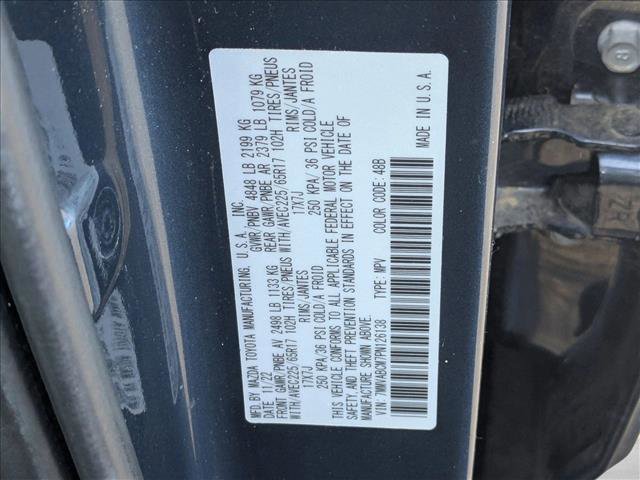 MFD BY MAZDA TOYOTA MANUFACTURING, U.S.A. INC.
DATE: 11/22 GVWR/PNBV 4848 LB 2199 KG
FRONT GAWR/PNBE AV 2498 LB 1133 KG REAR GAWR/PNBE AR 2379 LB 1079 KG
WITH/AVEC225/65R17 102H TIRES/PNEUS WITH/AVEC225/65R17 102H TIRES/PNEUS
17X7J RIMS/JANTES 17X7J RIMS/JANTES
250 KPA/36 PSI COLD/A FROID 250 KPA/ 36 PSI COLD/A FROID
THIS VEHICLE CONFORMS TO ALL APPLICABLE FEDERAL MOTOR VEHICLE
SAFETY AND THEFT PREVENTION STANDARDS IN EFFECT ON THE DATE OF
MANUFACTURE SHOWN ABOVE.
VIN: 7MMVABCM7PN126138 TYPE: MPV COLOR CODE: 48B
MADE IN U.S.A.
ZR